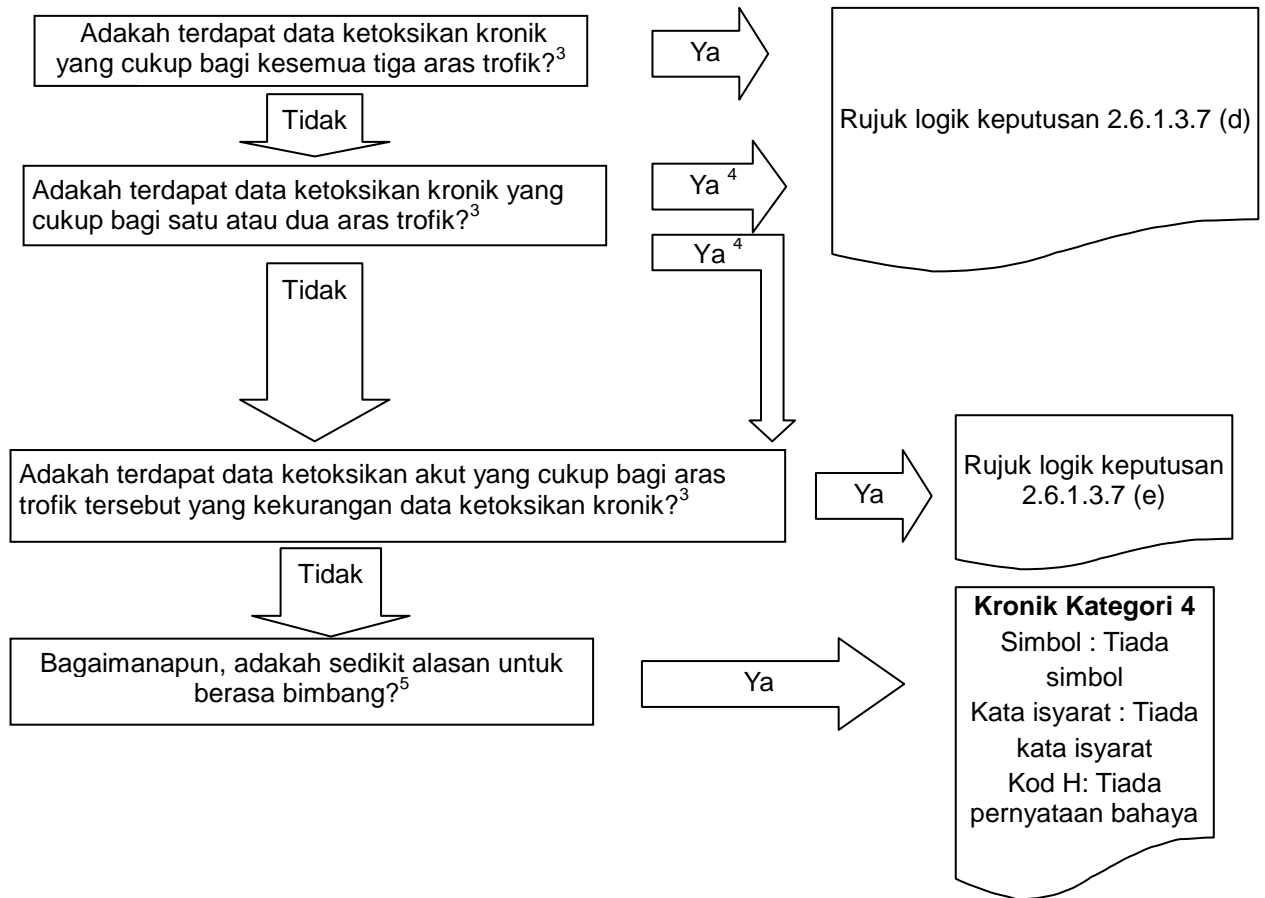 Adakah terdapat data ketoksikan kronik
yang cukup bagi kesemua tiga aras trofik?³
Ya
Rujuk logik keputusan 2.6.1.3.7 (d)
Tidak
Adakah terdapat data ketoksikan kronik yang
cukup bagi satu atau dua aras trofik?³
Ya ⁴
Ya ⁴
Tidak
Adakah terdapat data ketoksikan akut yang cukup bagi aras
trofik tersebut yang kekurangan data ketoksikan kronik?³
Ya
Rujuk logik keputusan
2.6.1.3.7 (e)
Tidak
Bagaimanapun, adakah sedikit alasan untuk
berasa bimbang?⁵
Ya
Kronik Kategori 4
Simbol : Tiada
simbol
Kata isyarat : Tiada
kata isyarat
Kod H: Tiada
pernyataan bahaya